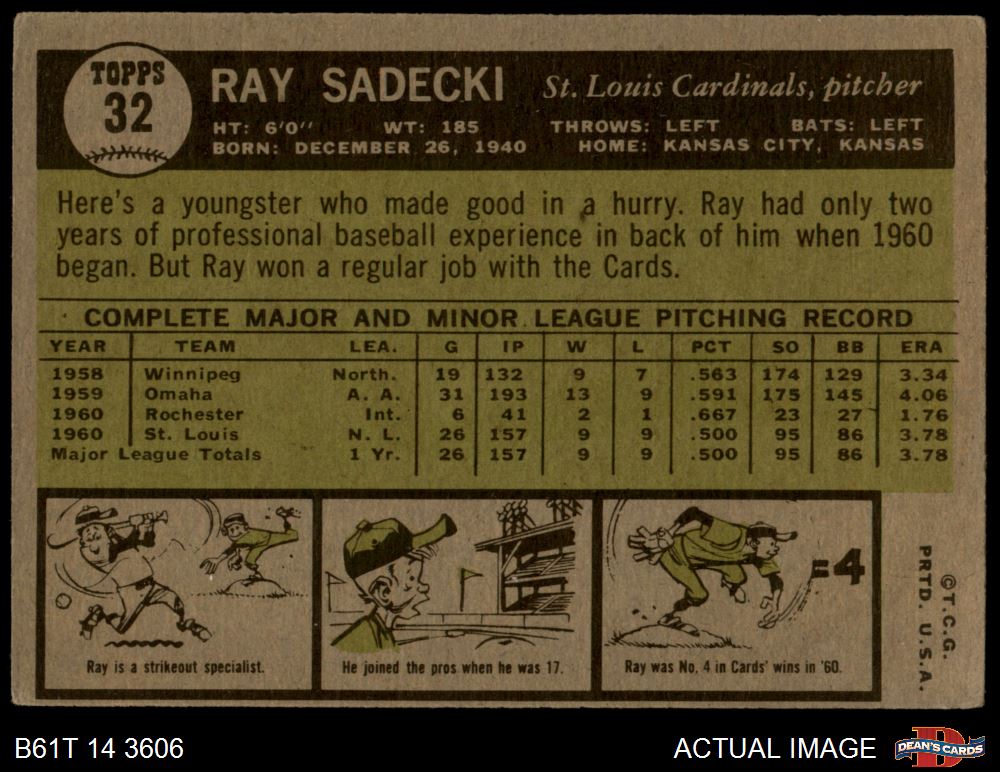 TOPPS
32
RAY SADECKI St. Louis Cardinals, pitcher
HT: 6'0" WT: 185 THROWS: LEFT BATS: LEFT
BORN: DECEMBER 26, 1940 HOME: KANSAS CITY, KANSAS
Here's a youngster who made good in a hurry. Ray had only two
years of professional baseball experience in back of him when 1960
began. But Ray won a regular job with the Cards.
COMPLETE MAJOR AND MINOR LEAGUE PITCHING RECORD
YEAR TEAM LEA. G IP W L PCT SO BB ERA
1958 Winnipeg North. 19 132 9 7 .563 174 129 3.34
1959 Omaha A. A. 31 193 13 9 .591 175 145 4.06
1960 Rochester Int. 6 41 2 1 .667 23 27 1.76
1960 St. Louis N. L. 26 157 9 9 .500 95 86 3.78
Major League Totals 1 Yr. 26 157 9 9 .500 95 86 3.78
=4
Ray is a strikeout specialist.
He joined the pros when he was 17.
Ray was No. 4 in Cards' wins in '60.
©T.C.G.
PRTD. U.S.A.
B61T 14 3606
ACTUAL IMAGE
D
DEAN'S CARDS